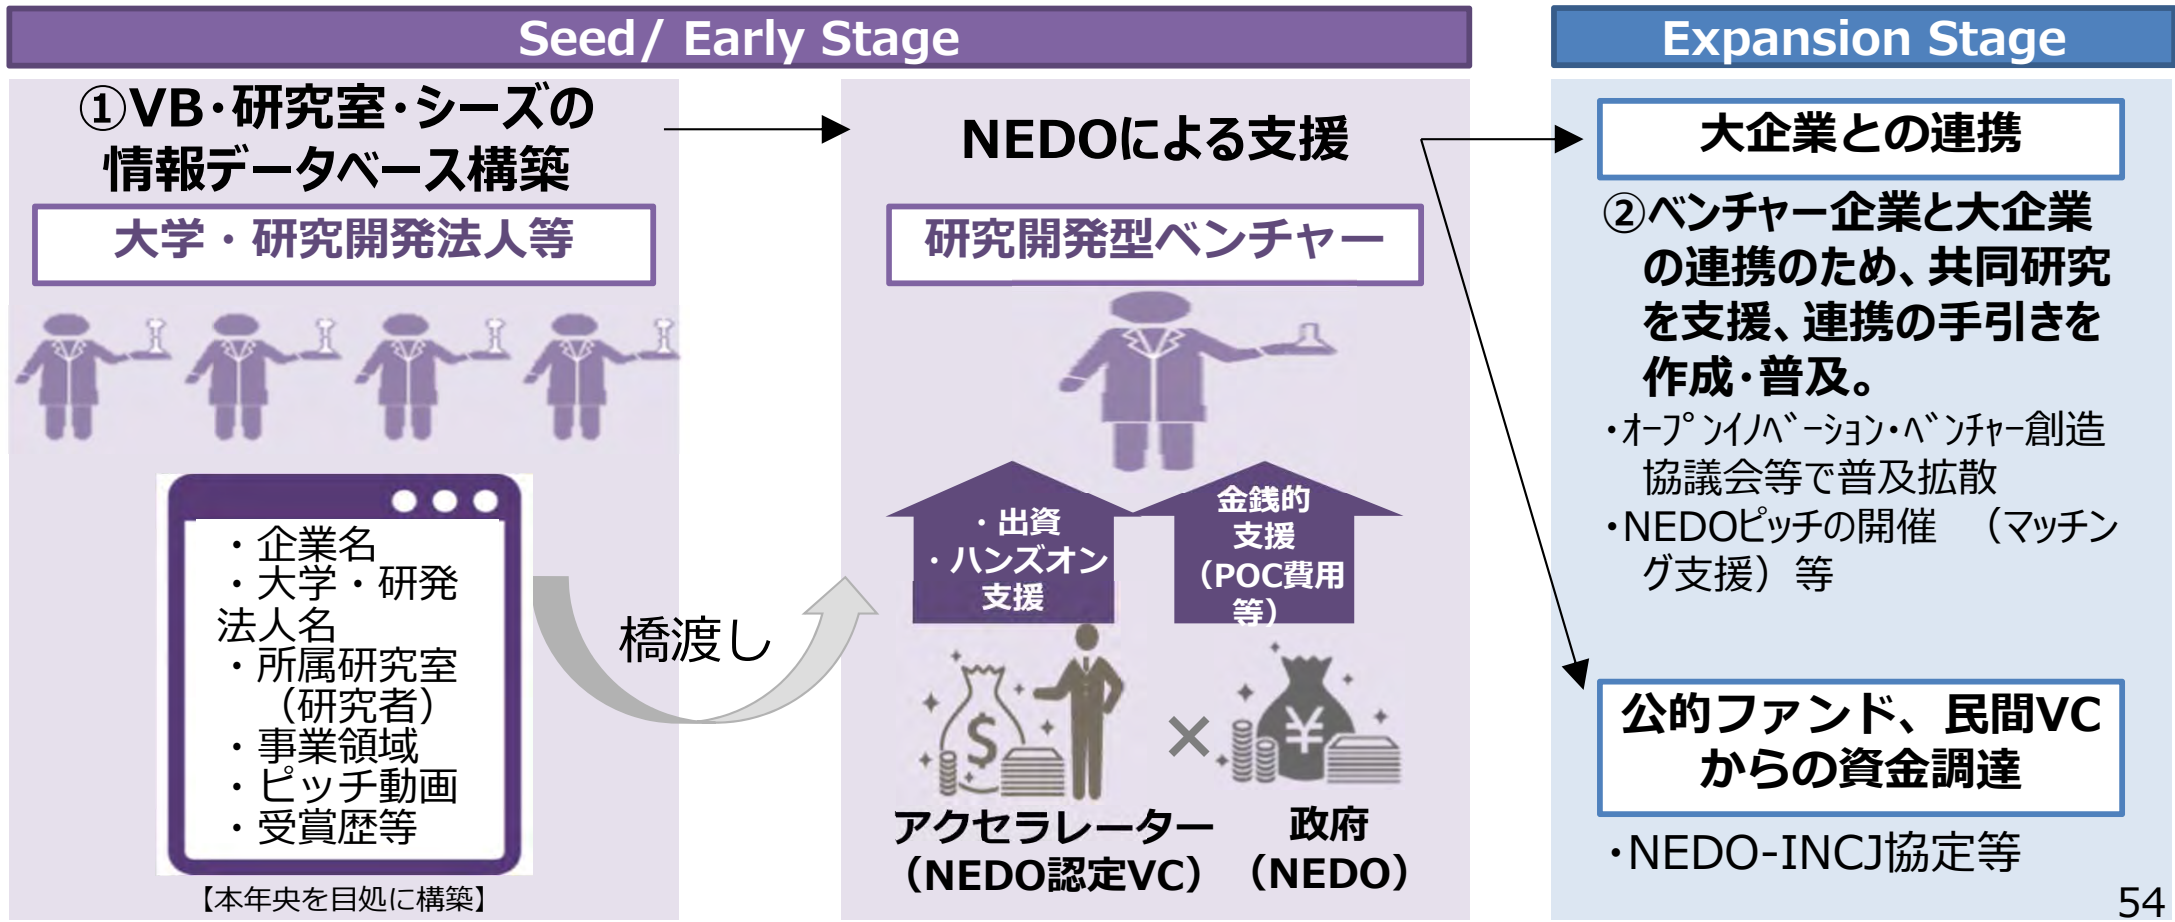 Seed/ Early Stage
①VB・研究室・シーズの
情報データベース構築
大学・研究開発法人等
・企業名
・大学・研発
法人名
・所属研究室
（研究者）
・事業領域
・ピッチ動画
・受賞歴等
【本年央を目処に構築】
橋渡し
NEDOによる支援
研究開発型ベンチャー
・出資
・ハンズオン
支援
金銭的
支援
（POC費用
等）
$
×
¥
アクセラレーター
（NEDO認定VC）
政府
（NEDO）
Expansion Stage
大企業との連携
②ベンチャー企業と大企業
の連携のため、共同研究
を支援、連携の手引きを
作成・普及。
・ｵｰﾌﾟﾝｲﾉﾍﾞｰｼｮﾝ・ﾍﾞﾝﾁｬｰ創造
協議会等で普及拡散
・NEDOピッチの開催　（マッチン
グ支援）等
公的ファンド、民間VC
からの資金調達
・NEDO-INCJ協定等
54